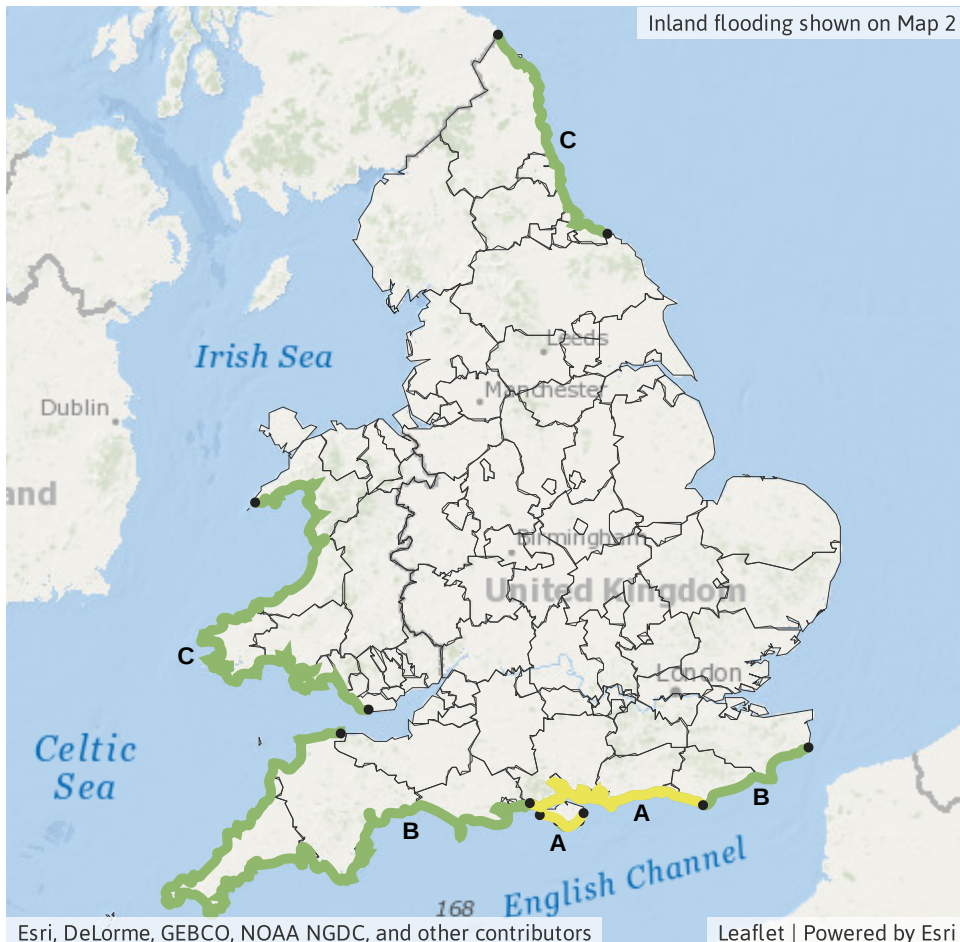 Inland flooding shown on Map 2
C
Leeds
Irish Sea
Manchester
Dublin
and
Birmingham
United Kingdom
C
London
Celtic
Sea
B
A
B
A
English Channel
168
Esri, DeLorme, GEBCO, NOAA NGDC, and other contributors
Leaflet | Powered by Esri